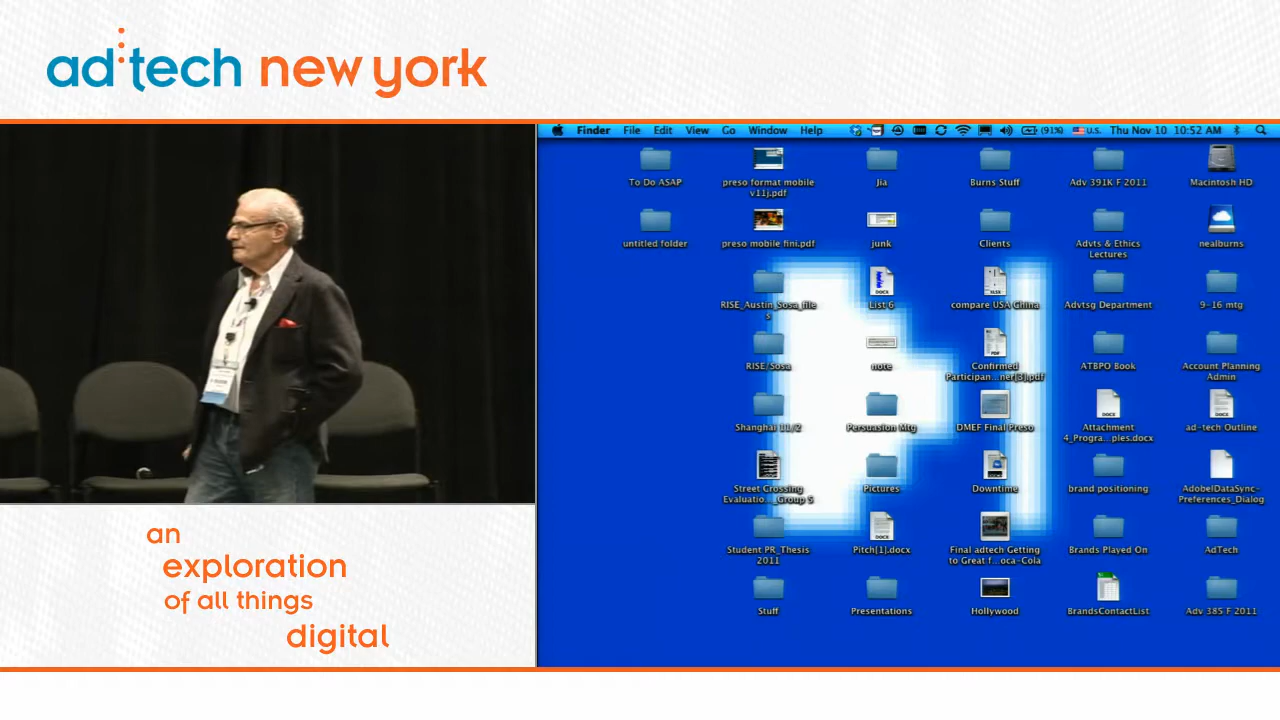 ad:tech new york
Finder File Edit View Go Window Help (91%) U.S. Thu Nov 10 10:52 AM
To Do ASAP
preso format mobile
v11j.pdf
Jia
Burns Stuff
Adv 391K F 2011
Macintosh HD
untitled folder
preso mobile fini.pdf
junk
Clients
Advts & Ethics
Lectures
nealburns
RISE_Austin_Sosa_file
s
List 6
compare USA China
Advtsg Department
9-16 mtg
RISE/Sosa
note
Confirmed
Participan...ner[3].pdf
ATBPO Book
Account Planning
Admin
Shanghai 11/2
Persuasion Mtg
DMEF Final Preso
Attachment
4_Progra...ples.docx
ad-tech Outline
Street Crossing
Evaluatio..._Group 5
Pictures
Downtime
brand positioning
AdobelDataSync-
Preferences_Dialog
Student PR_Thesis
2011
Pitch[1].docx
Final adtech Getting
to Great f...oca-Cola
Brands Played On
AdTech
Stuff
Presentations
Hollywood
BrandsContactList
Adv 385 F 2011
an
exploration
of all things
digital